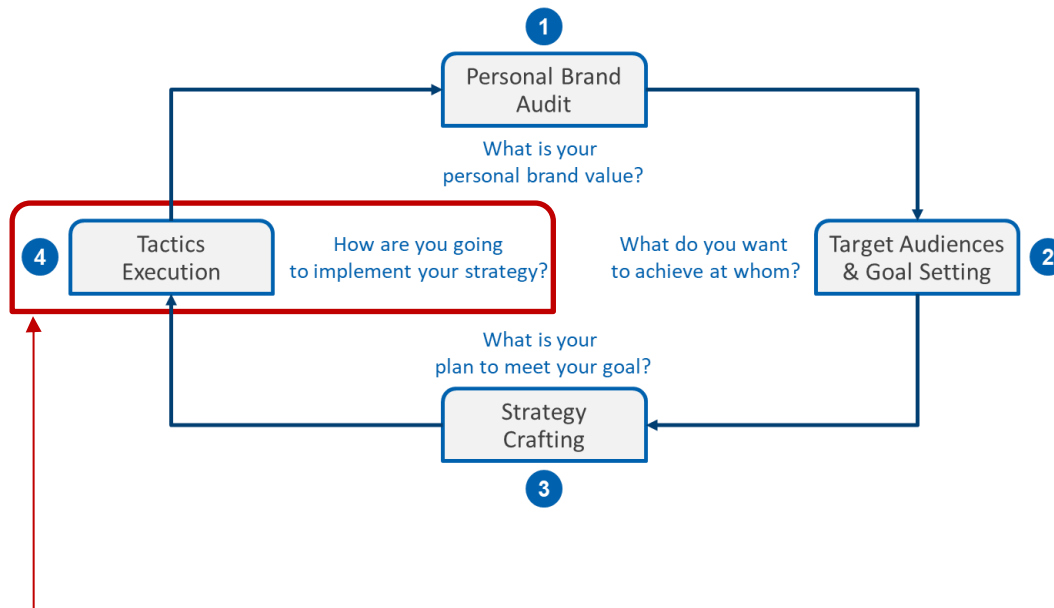 1
Personal Brand
Audit
What is your
personal brand value?
4
Tactics
Execution
How are you going
to implement your strategy?
What do you want
to achieve at whom?
Target Audiences
& Goal Setting
2
What is your
plan to meet your goal?
Strategy
Crafting
3